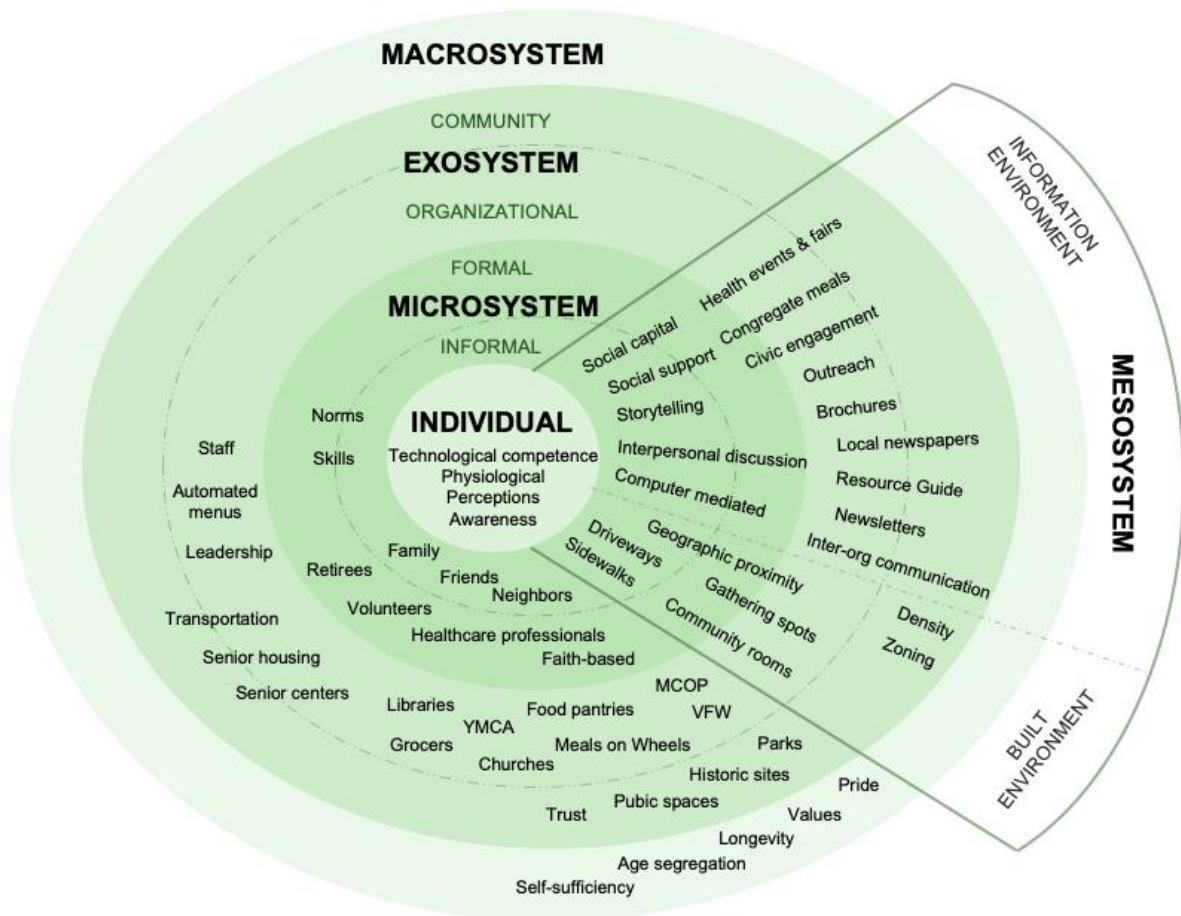 MACROSYSTEM
COMMUNITY
EXOSYSTEM
ORGANIZATIONAL
FORMAL
MICROSYSTEM
INFORMAL
INDIVIDUAL
Technological competence
Physiological
Perceptions
Awareness
Norms
Skills
Staff
Automated
menus
Leadership
Transportation
Senior housing
Senior centers
Retirees
Volunteers
Family
Friends
Neighbors
Healthcare professionals
Faith-based
Libraries
YMCA
Grocers
Churches
Food pantries
Meals on Wheels
MCOP
VFW
Parks
Historic sites
Pubic spaces
Trust
Pride
Values
Longevity
Age segregation
Self-sufficiency
Social capital
Health events & fairs
Social support
Congregate meals
Civic engagement
Storytelling
Outreach
Brochures
Interpersonal discussion
Local newspapers
Computer mediated
Resource Guide
Newsletters
Inter-org communication
Driveways
Sidewalks
Geographic proximity
Gathering spots
Community rooms
Density
Zoning
INFORMATION
ENVIRONMENT
MESOSYSTEM
BUILT
ENVIRONMENT